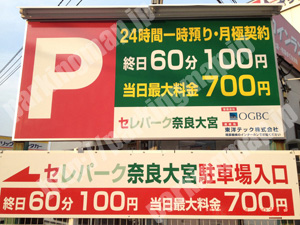 P
24時間一時預り・月極契約
終日60分100円
当日最大料金700円
セレパーク奈良大宮
OGBC
東洋テック株式会社
セレパーク奈良大宮駐車場入口
終日60分100円 当日最大料金700円